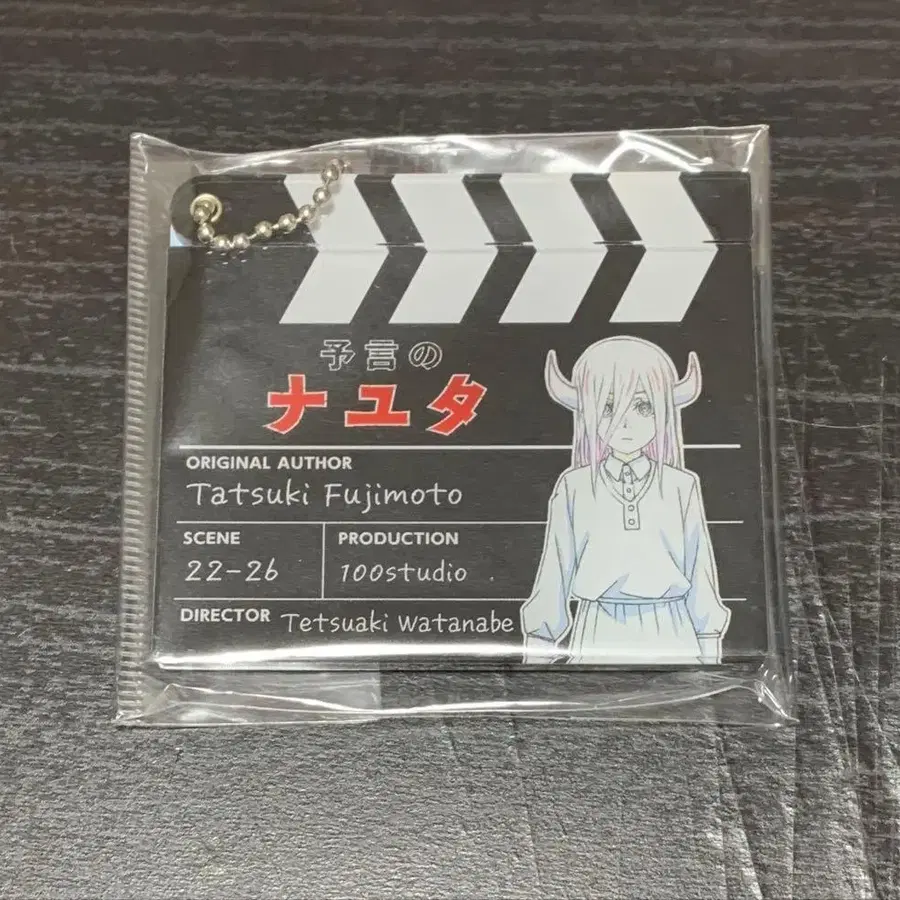 予言の
ナユタ
ORIGINAL AUTHOR
Tatsuki Fujimoto
SCENE
PRODUCTION
22-26
100studio
DIRECTOR Tetsuaki Watanabe